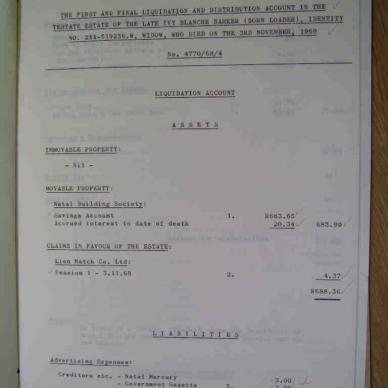 THE FIRST AND FINAL LIQUIDATION AND DISTRIBUTION ACCOUNT IN THE
TESTATE ESTATE OF THE LATE IVY BLANCHE BARKER (BORN LOADER), IDENTITY
NO. 211-519236.W, WIDOW, WHO DIED ON THE 3RD NOVEMBER, 1968
No. 4770/68/4
LIQUIDATION ACCOUNT
A S S E T S
IMMOVABLE PROPERTY:
- Nil -
MOVABLE PROPERTY:
Natal Building Society:
Savings Account 1. R663.65
Accrued interest to date of death 20.34 683.99
CLAIMS IN FAVOUR OF THE ESTATE:
Lion Match Co. Ltd:
Pension 1 - 3.11.68 2. 4.37
R688.36
L I A B I L I T I E S
Advertising Expenses:
Creditors etc. - Natal Mercury 3.00
- Government Gazette 3.